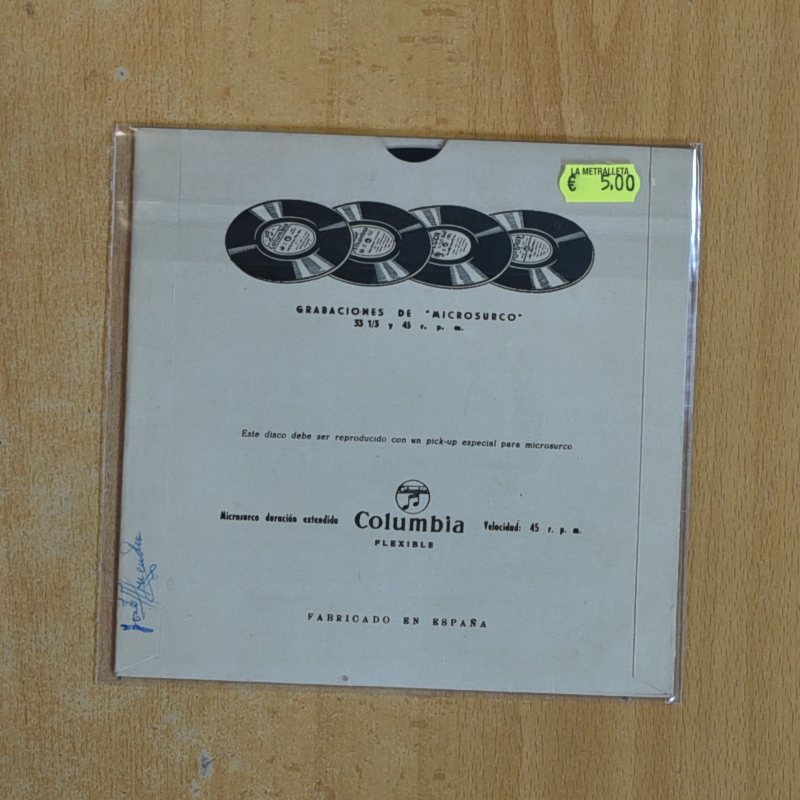 LA METRALLETA
€ 5,00
GRABACIONES DE "MICROSURCO"
33 1/3 y 45 r. p. m.
Este disco debe ser reproducido con un pick-up especial para microsurco
Microsurco duración extendida Columbia Velocidad: 45 r. p. m.
FLEXIBLE
José
FABRICADO EN ESPAÑA